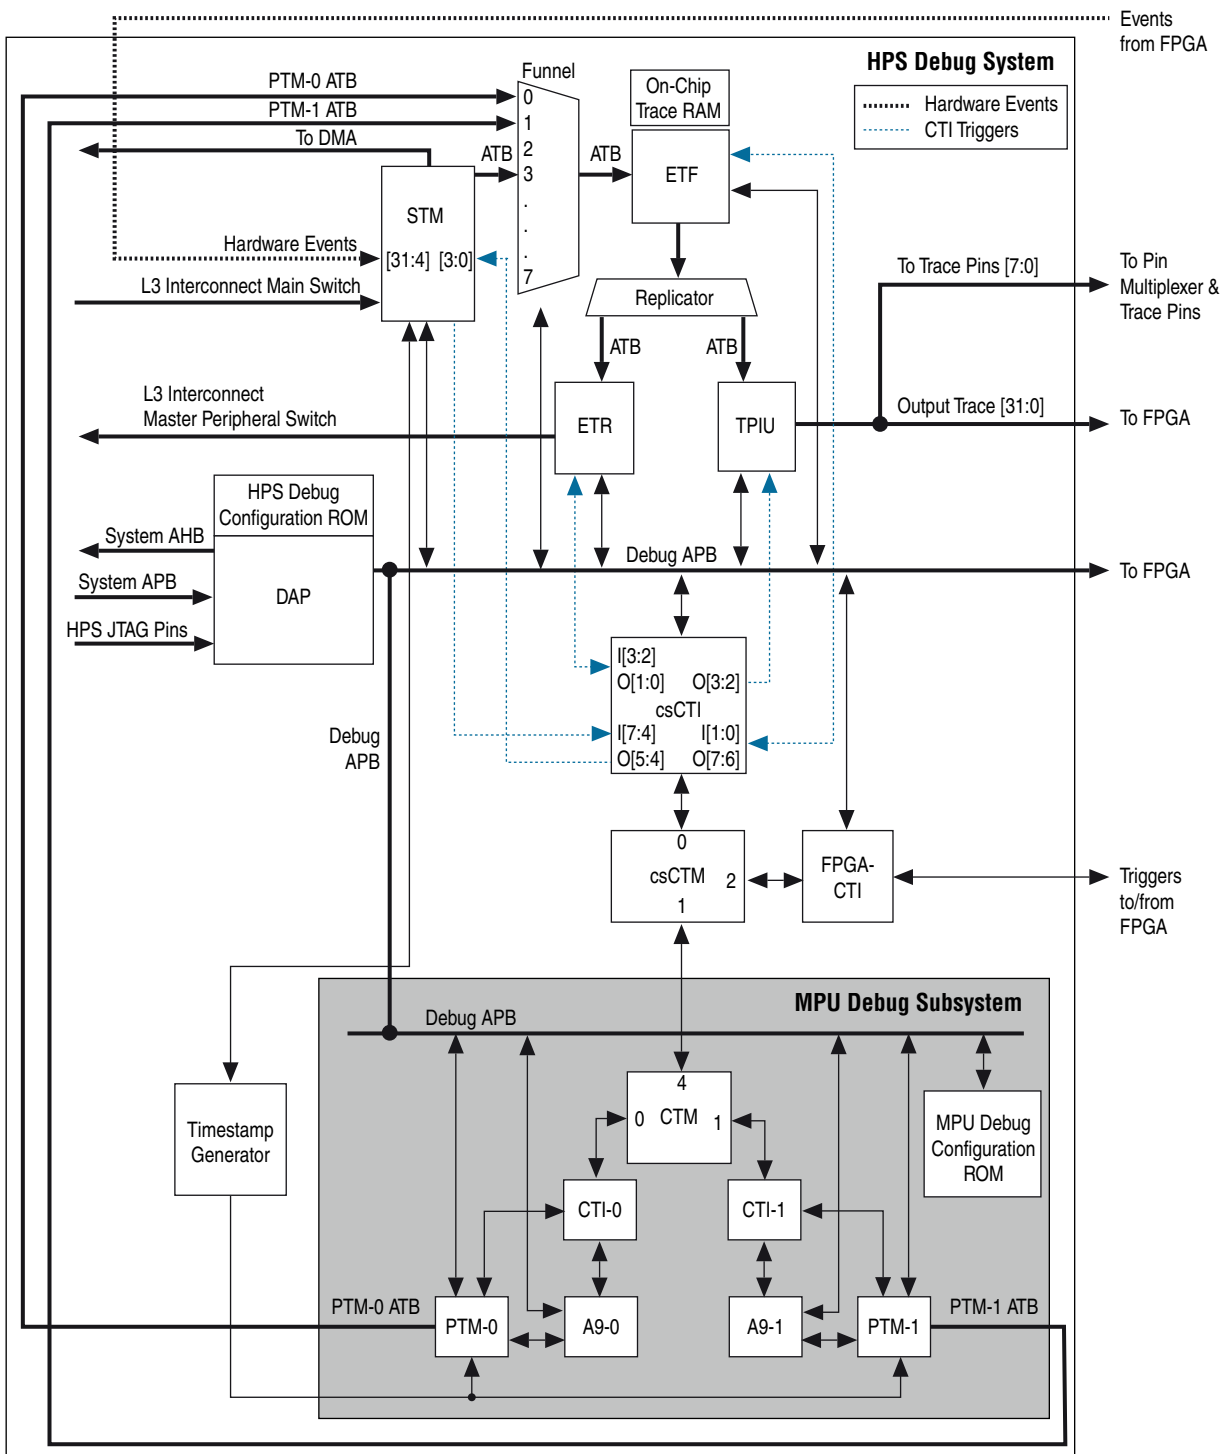 Events
from FPGA
HPS Debug System
Hardware Events
CTI Triggers
Funnel
On-Chip
Trace RAM
PTM-0 ATB
0
PTM-1 ATB
1
To DMA
2
ATB
3
.
.
.
7
ATB
ETF
STM
[31:4] [3:0]
Hardware Events
L3 Interconnect Main Switch
Replicator
To Trace Pins [7:0]
To Pin
Multiplexer &
Trace Pins
ATB
ATB
L3 Interconnect
Master Peripheral Switch
ETR
TPIU
Output Trace [31:0]
To FPGA
HPS Debug
Configuration ROM
System AHB
System APB
DAP
HPS JTAG Pins
Debug APB
To FPGA
I[3:2]
O[1:0] O[3:2]
csCTI
I[7:4] I[1:0]
O[5:4] O[7:6]
Debug
APB
0
csCTM 2
1
FPGA-
CTI
Triggers
to/from
FPGA
MPU Debug Subsystem
Debug APB
4
0 CTM 1
Timestamp
Generator
MPU Debug
Configuration
ROM
CTI-0
CTI-1
PTM-0 ATB
PTM-0
A9-0
A9-1
PTM-1
PTM-1 ATB